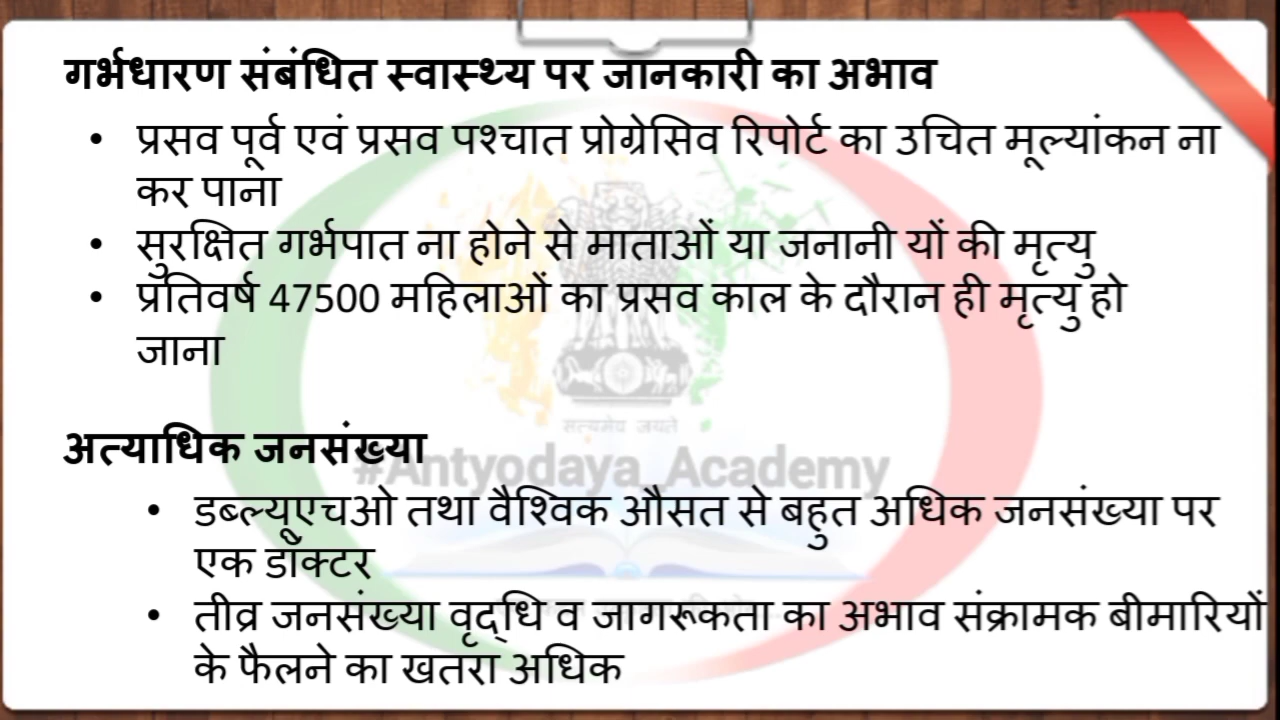 गर्भधारण संबंधित स्वास्थ्य पर जानकारी का अभाव
• प्रसव पूर्व एवं प्रसव पश्चात प्रोग्रेसिव रिपोर्ट का उचित मूल्यांकन ना
कर पाना
• सुरक्षित गर्भपात ना होने से माताओं या जनानी यों की मृत्यु
• प्रतिवर्ष 47500 महिलाओं का प्रसव काल के दौरान ही मृत्यु हो
जाना
सत्यमेव जयते
अत्याधिक जनसंख्या
#Antyodaya_Academy
• डब्ल्यूएचओ तथा वैश्विक औसत से बहुत अधिक जनसंख्या पर
एक डॉक्टर
• तीव्र जनसंख्या वृद्धि व जागरूकता का अभाव संक्रामक बीमारियों
के फैलने का खतरा अधिक